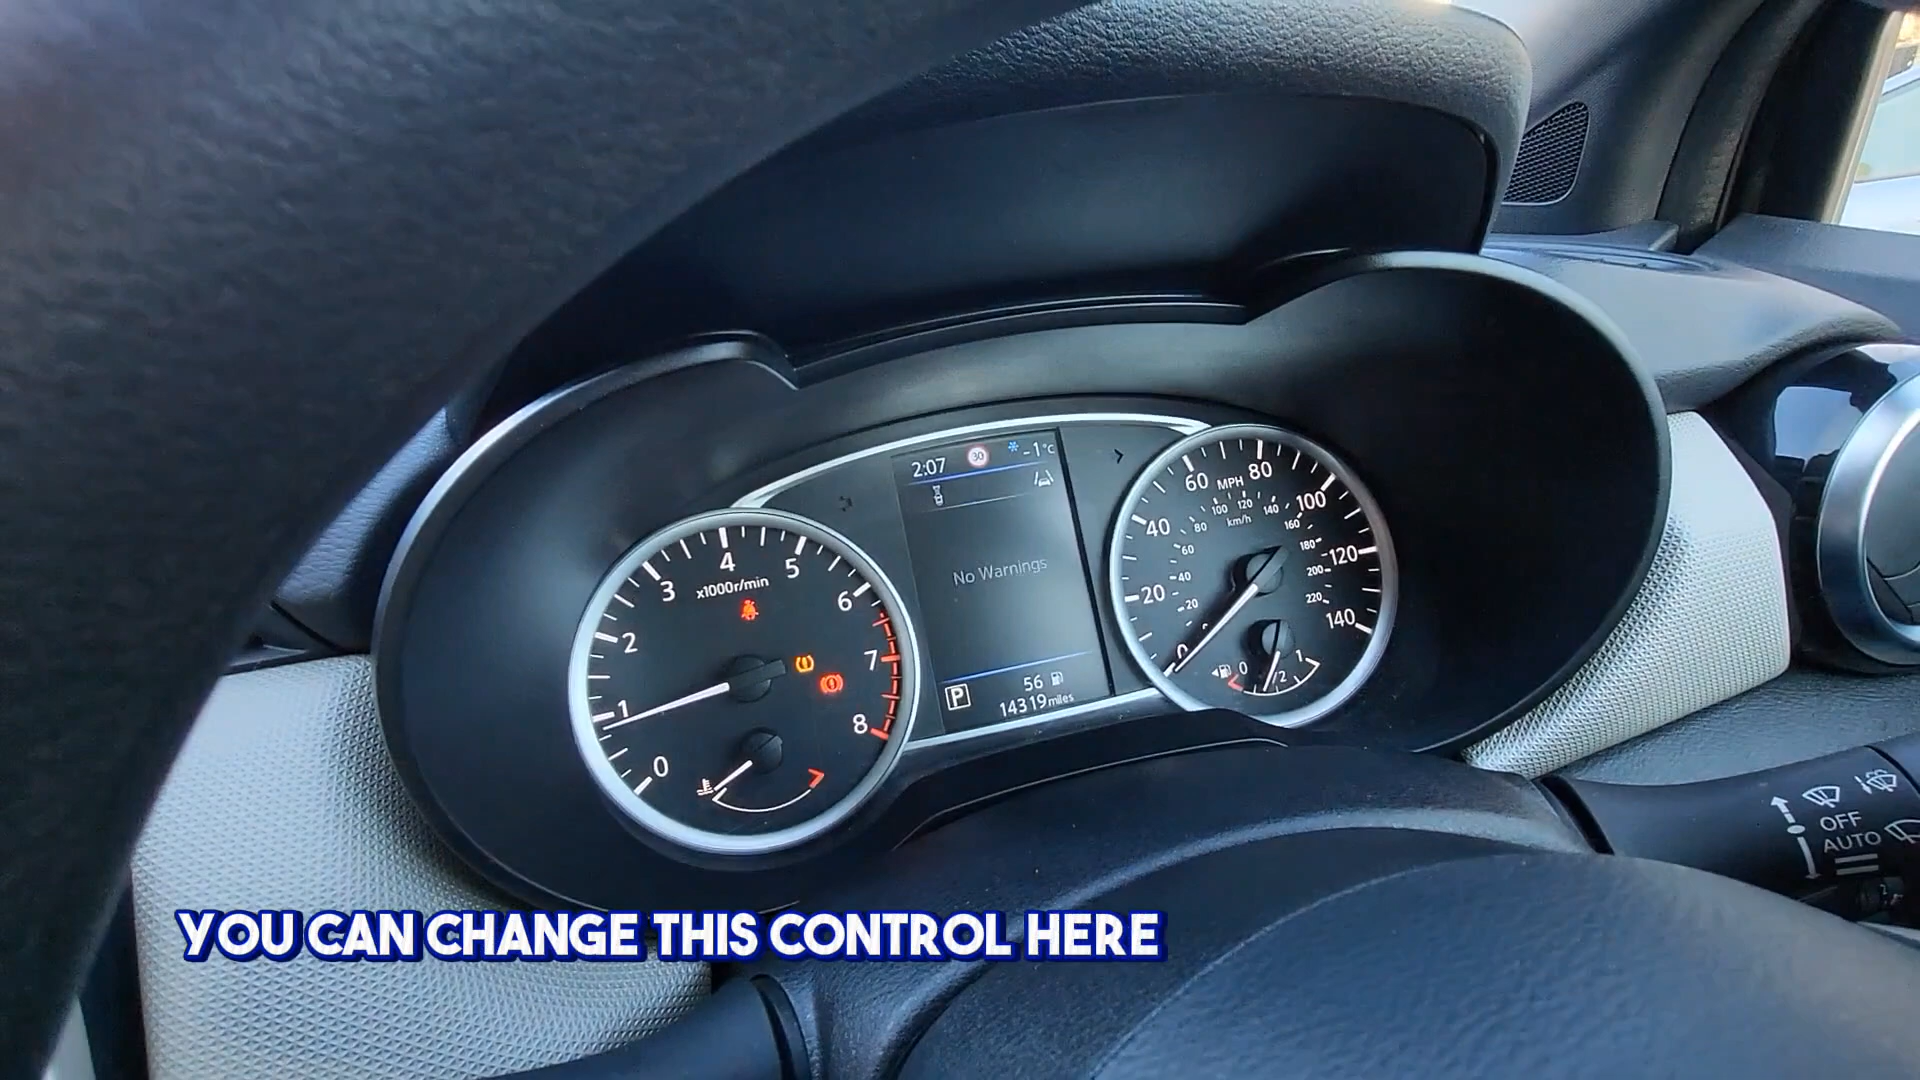 2:07 30 -1°C
No Warnings
P 56
14319 miles
0 1 2 3 4 5 6 7 8
x1000r/min
0 20 40 60 80 100 120 140
MPH
20 40 60 80 100 120 140 160 180 200 220
km/h
0 1/2 1
OFF
AUTO
YOU CAN CHANGE THIS CONTROL HERE